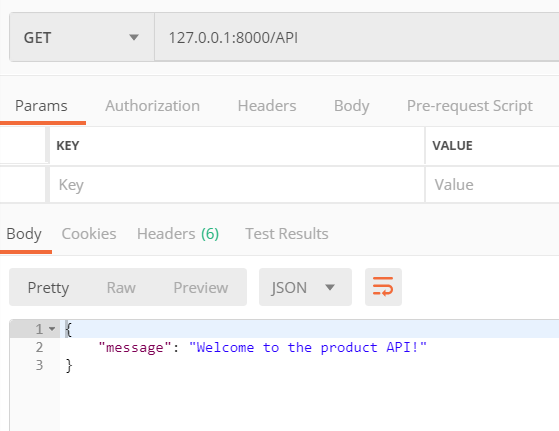 GET 127.0.0.1:8000/API
Params Authorization Headers Body Pre-request Script
KEY VALUE
Key Value
Body Cookies Headers (6) Test Results
Pretty Raw Preview JSON
1 {
2 "message": "Welcome to the product API!"
3 }